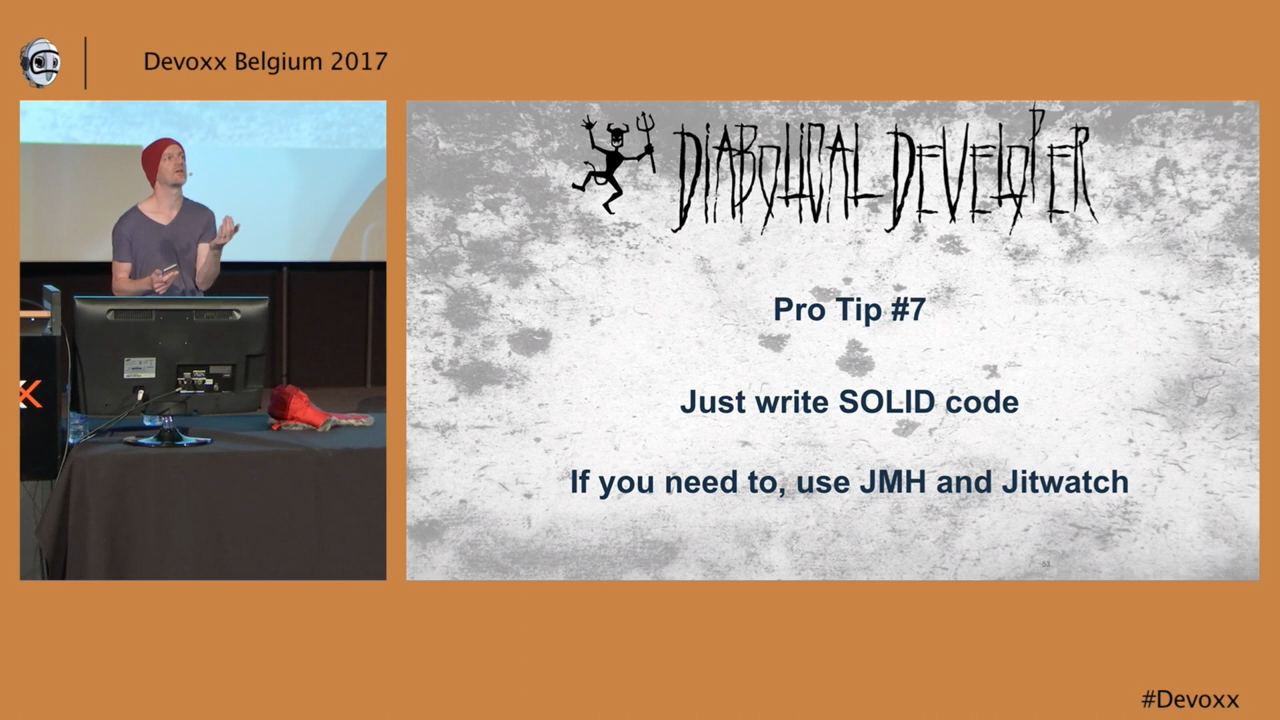 Devoxx Belgium 2017
DIABOLICAL DEVELOPER
Pro Tip #7
Just write SOLID code
If you need to, use JMH and Jitwatch
53
X
#Devoxx